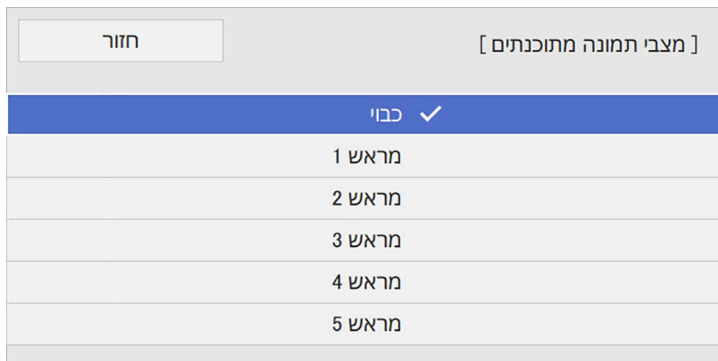 [ מצבי תמונה מתוכנתים ]
חזור
✓ כבוי
מראש 1
מראש 2
מראש 3
מראש 4
מראש 5